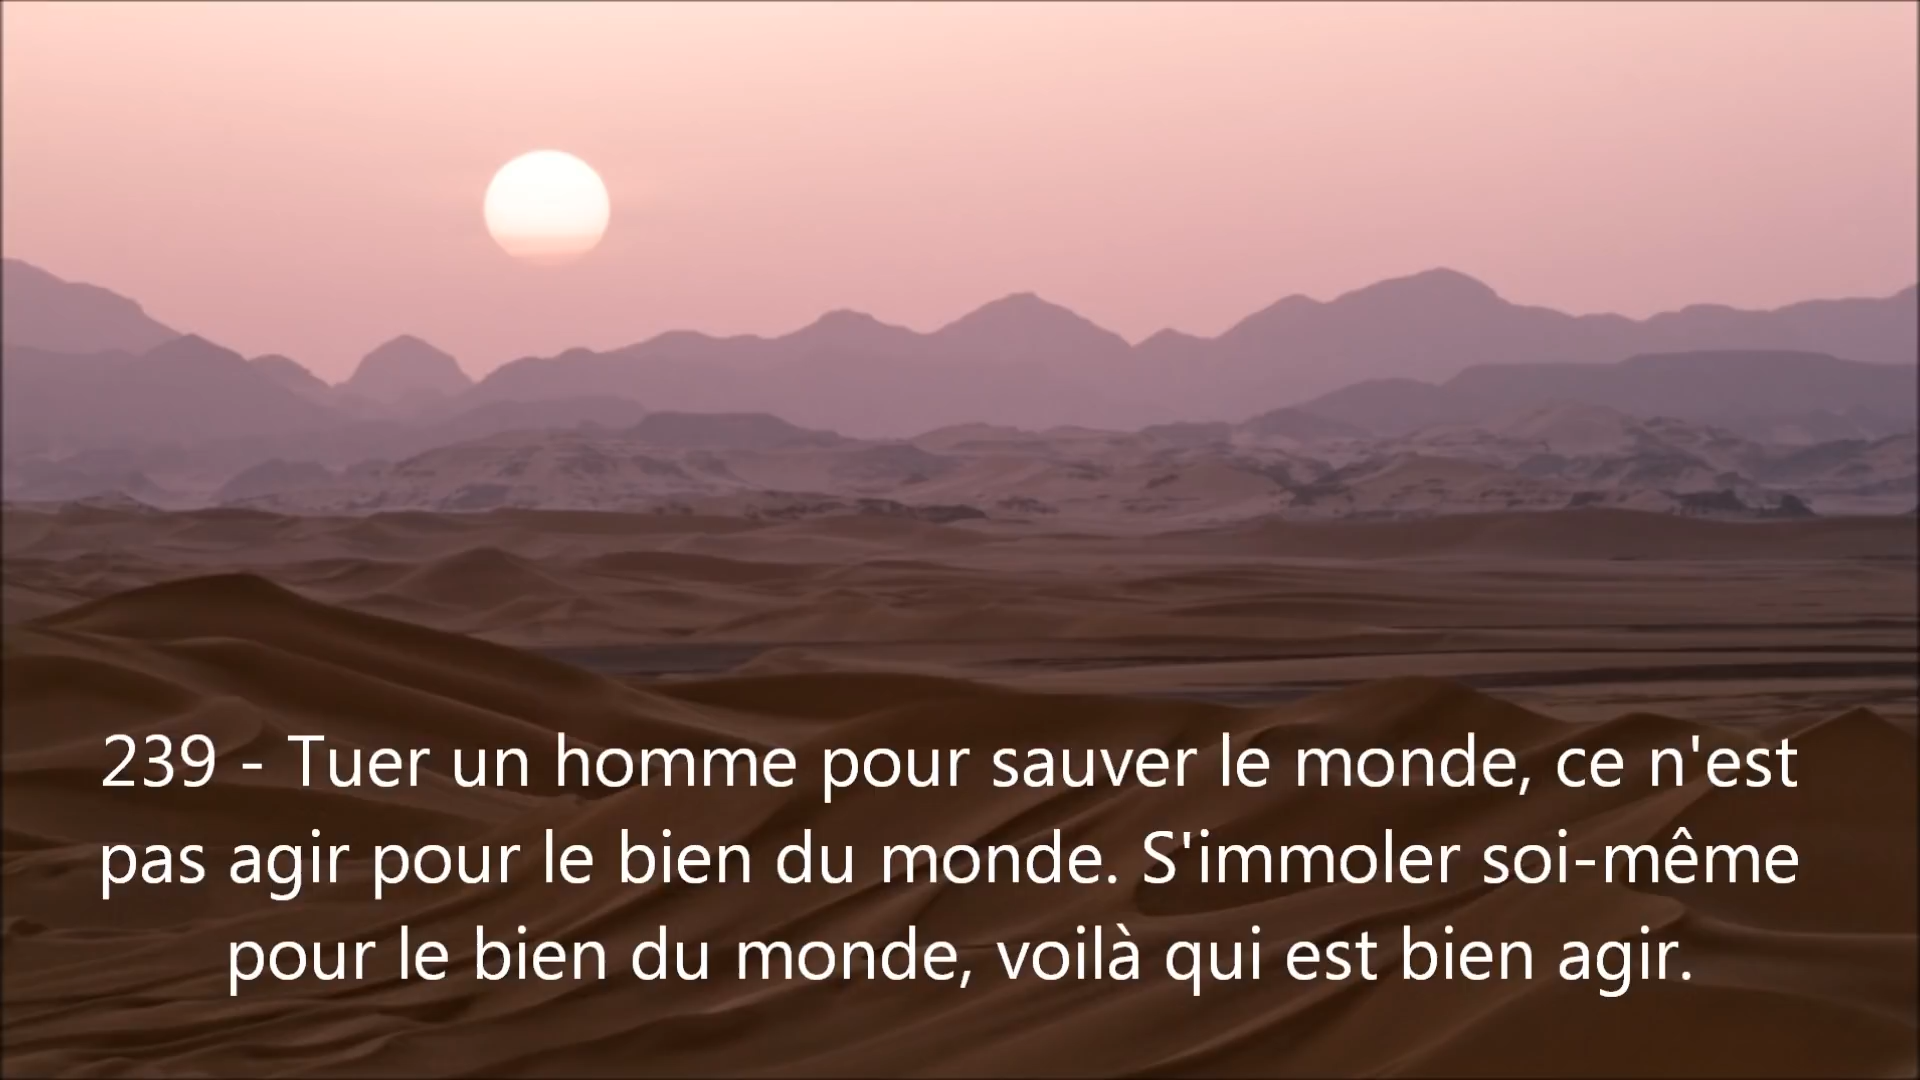 239 - Tuer un homme pour sauver le monde, ce n'est
pas agir pour le bien du monde. S'immoler soi-même
pour le bien du monde, voilà qui est bien agir.